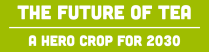 THE FUTURE OF TEA
A HERO CROP FOR 2030